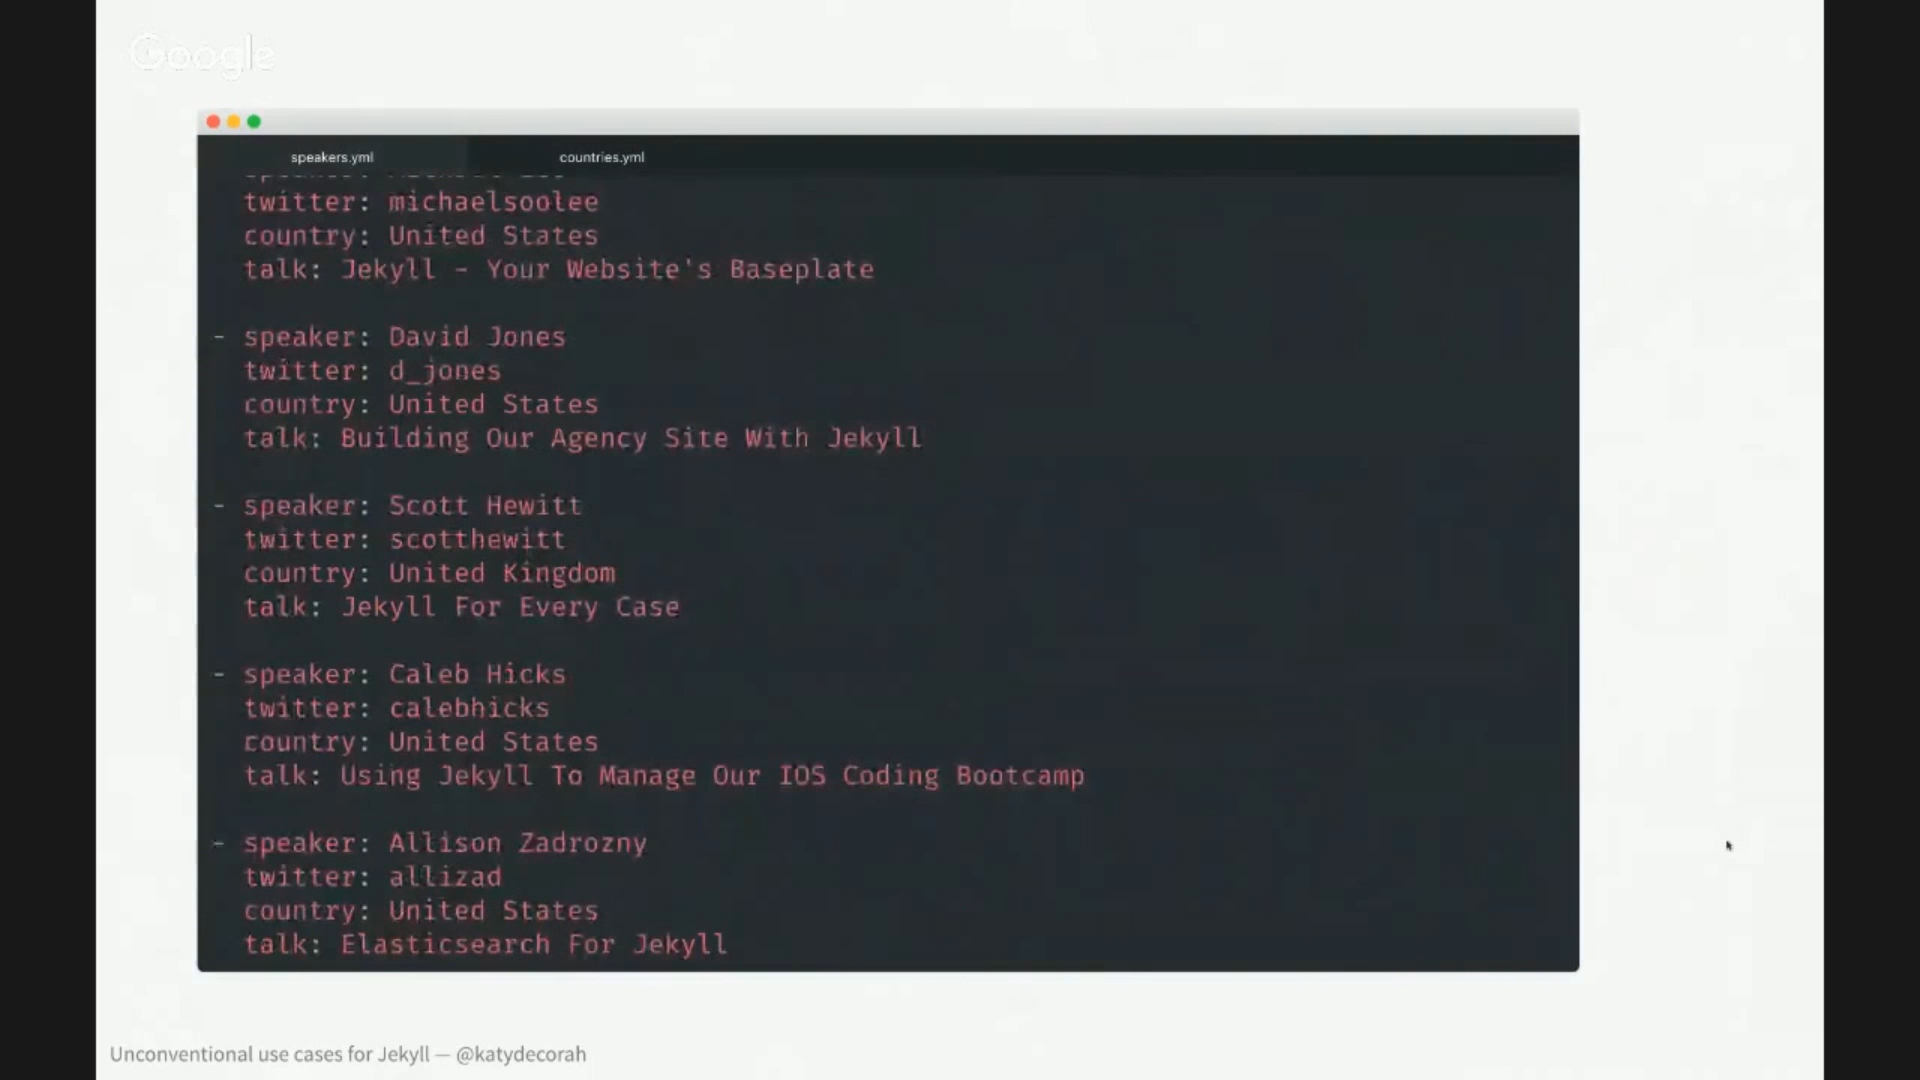 Google
speakers.yml countries.yml
twitter: michaelsoolee
country: United States
talk: Jekyll - Your Website's Baseplate
- speaker: David Jones
twitter: d_jones
country: United States
talk: Building Our Agency Site With Jekyll
- speaker: Scott Hewitt
twitter: scotthewitt
country: United Kingdom
talk: Jekyll For Every Case
- speaker: Caleb Hicks
twitter: calebhicks
country: United States
talk: Using Jekyll To Manage Our IOS Coding Bootcamp
- speaker: Allison Zadrozny
twitter: allizad
country: United States
talk: Elasticsearch For Jekyll
Unconventional use cases for Jekyll — @katydecorah